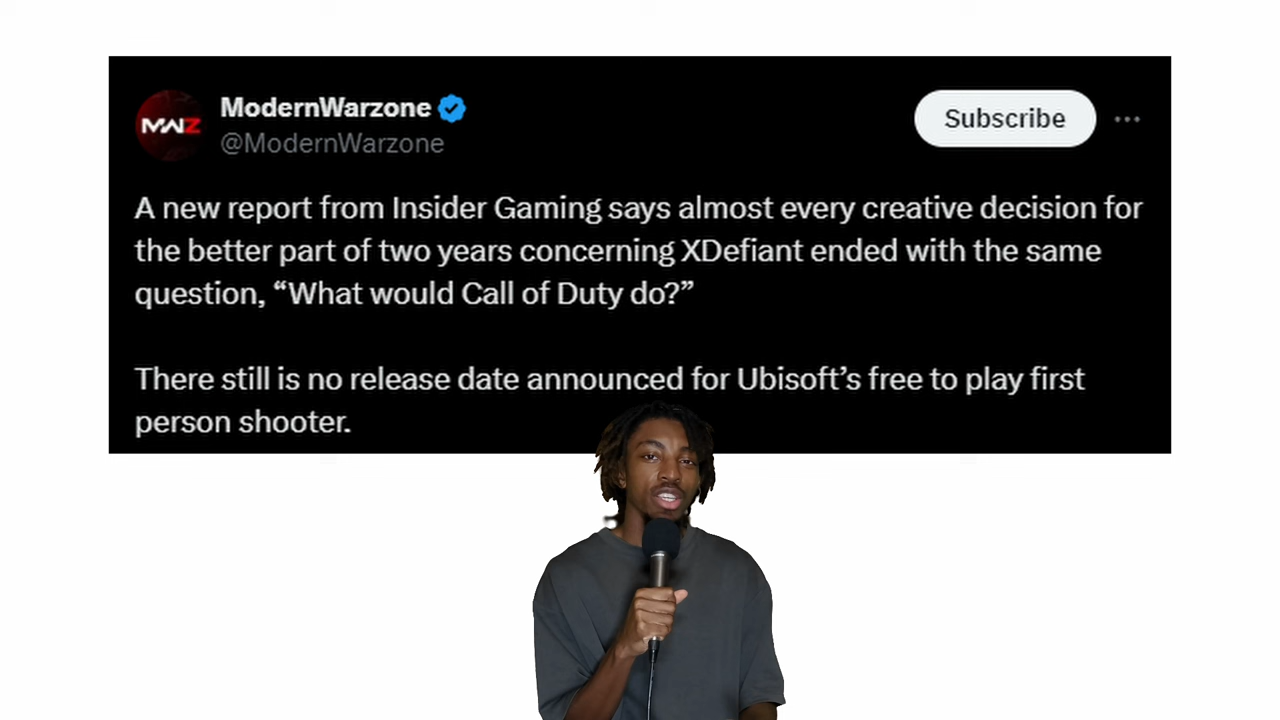 ModernWarzone
MWZ
@ModernWarzone
Subscribe
A new report from Insider Gaming says almost every creative decision for
the better part of two years concerning XDefiant ended with the same
question, “What would Call of Duty do?”
There still is no release date announced for Ubisoft’s free to play first
person shooter.